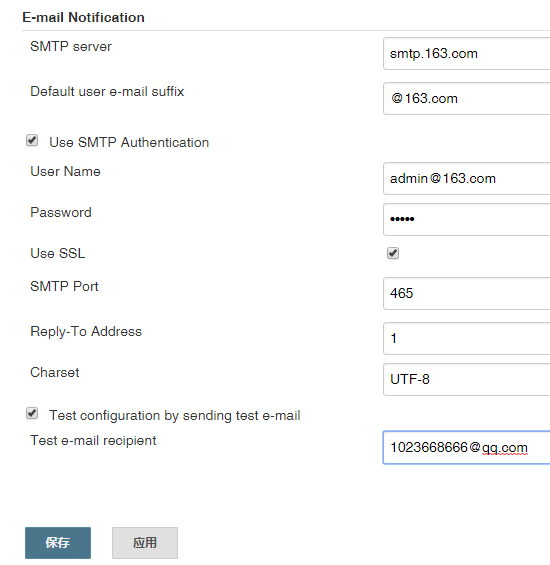 E-mail Notification
SMTP server
smtp.163.com
Default user e-mail suffix
@163.com
Use SMTP Authentication
User Name
admin@163.com
Password
•••••
Use SSL
SMTP Port
465
Reply-To Address
1
Charset
UTF-8
Test configuration by sending test e-mail
Test e-mail recipient
1023668666@qq.com
保存
应用